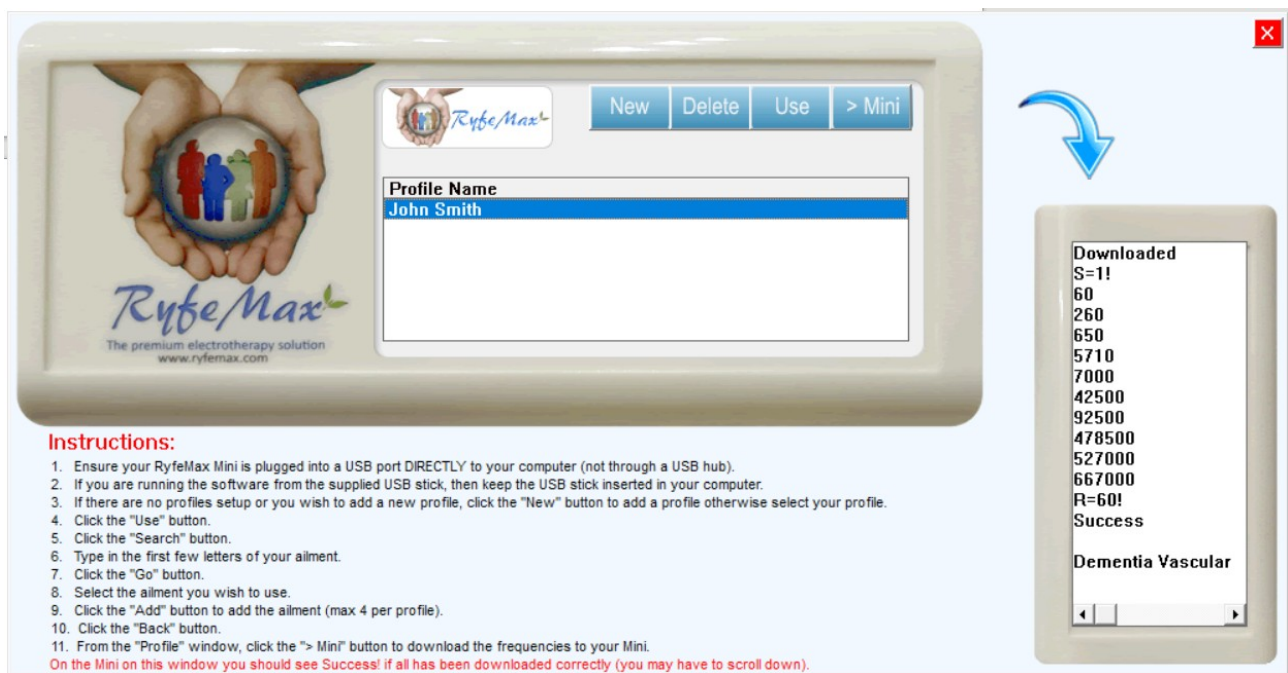 RyfeMax
The premium electrotherapy solution
www.ryfemax.com
RyfeMax
New
Delete
Use
> Mini
Profile Name
John Smith
Instructions:
1. Ensure your RyfeMax Mini is plugged into a USB port DIRECTLY to your computer (not through a USB hub).
2. If you are running the software from the supplied USB stick, then keep the USB stick inserted in your computer.
3. If there are no profiles setup or you wish to add a new profile, click the "New" button to add a profile otherwise select your profile.
4. Click the "Use" button.
5. Click the "Search" button.
6. Type in the first few letters of your ailment.
7. Click the "Go" button.
8. Select the ailment you wish to use.
9. Click the "Add" button to add the ailment (max 4 per profile).
10. Click the "Back" button.
11. From the "Profile" window, click the "> Mini" button to download the frequencies to your Mini.
On the Mini on this window you should see Success! if all has been downloaded correctly (you may have to scroll down).
Downloaded
S=1!
60
260
650
5710
7000
42500
92500
478500
527000
667000
R=60!
Success
Dementia Vascular